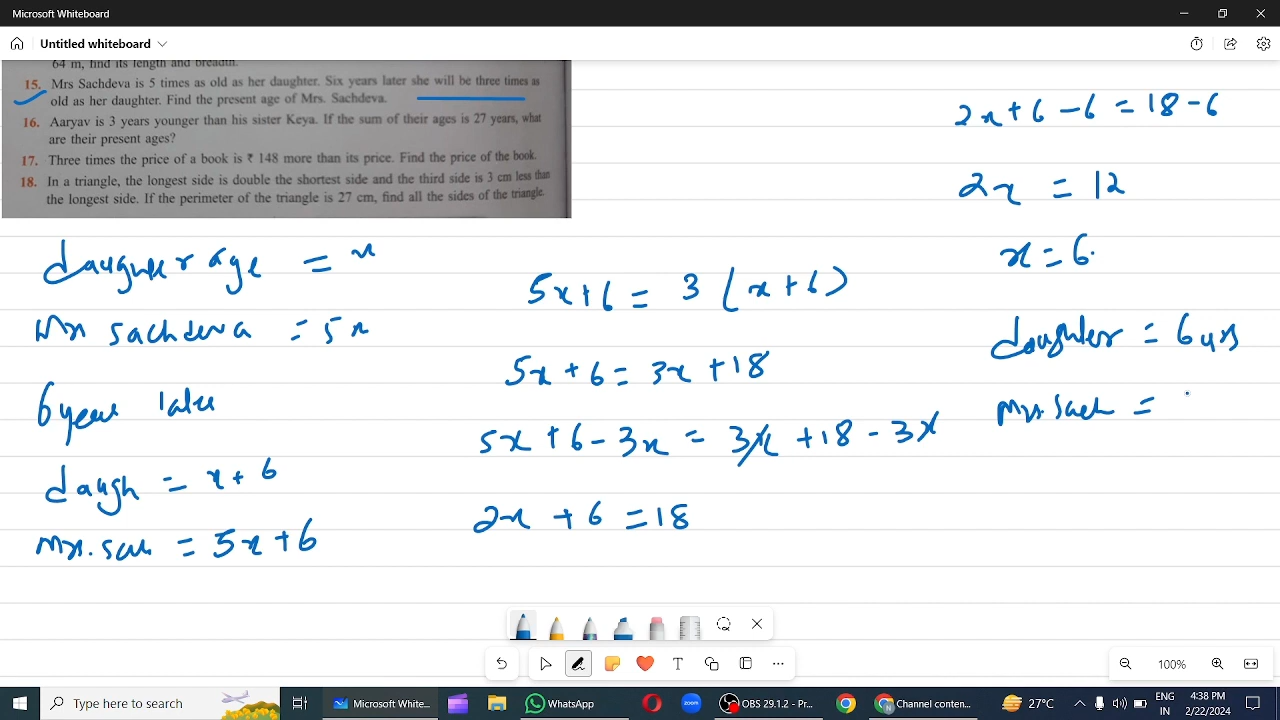 Microsoft Whiteboard
Untitled whiteboard
64 m, find its length and breadth.
15. Mrs Sachdeva is 5 times as old as her daughter. Six years later she will be three times as
old as her daughter. Find the present age of Mrs. Sachdeva.
16. Aaryav is 3 years younger than his sister Keya. If the sum of their ages is 27 years, what
are their present ages?
17. Three times the price of a book is ₹ 148 more than its price. Find the price of the book.
18. In a triangle, the longest side is double the shortest side and the third side is 3 cm less than
the longest side. If the perimeter of the triangle is 27 cm, find all the sides of the triangle.
daughter age = x
Mrs sachdeva = 5x
6 year later
daugh = x + 6
Mrs. sach = 5x + 6
5x + 6 = 3 (x + 6)
5x + 6 = 3x + 18
5x + 6 - 3x = 3x + 18 - 3x
2x + 6 = 18
2x + 6 - 6 = 18 - 6
2x = 12
x = 6
daughter = 6 yrs
Mrs. Sach =
100%
Type here to search
Microsoft White...
WhatsApp
zoom
OBS 29.1.2 - Pr...
Channel conten...
27°C
ENG
IN
4:38 PM
2/22/2024